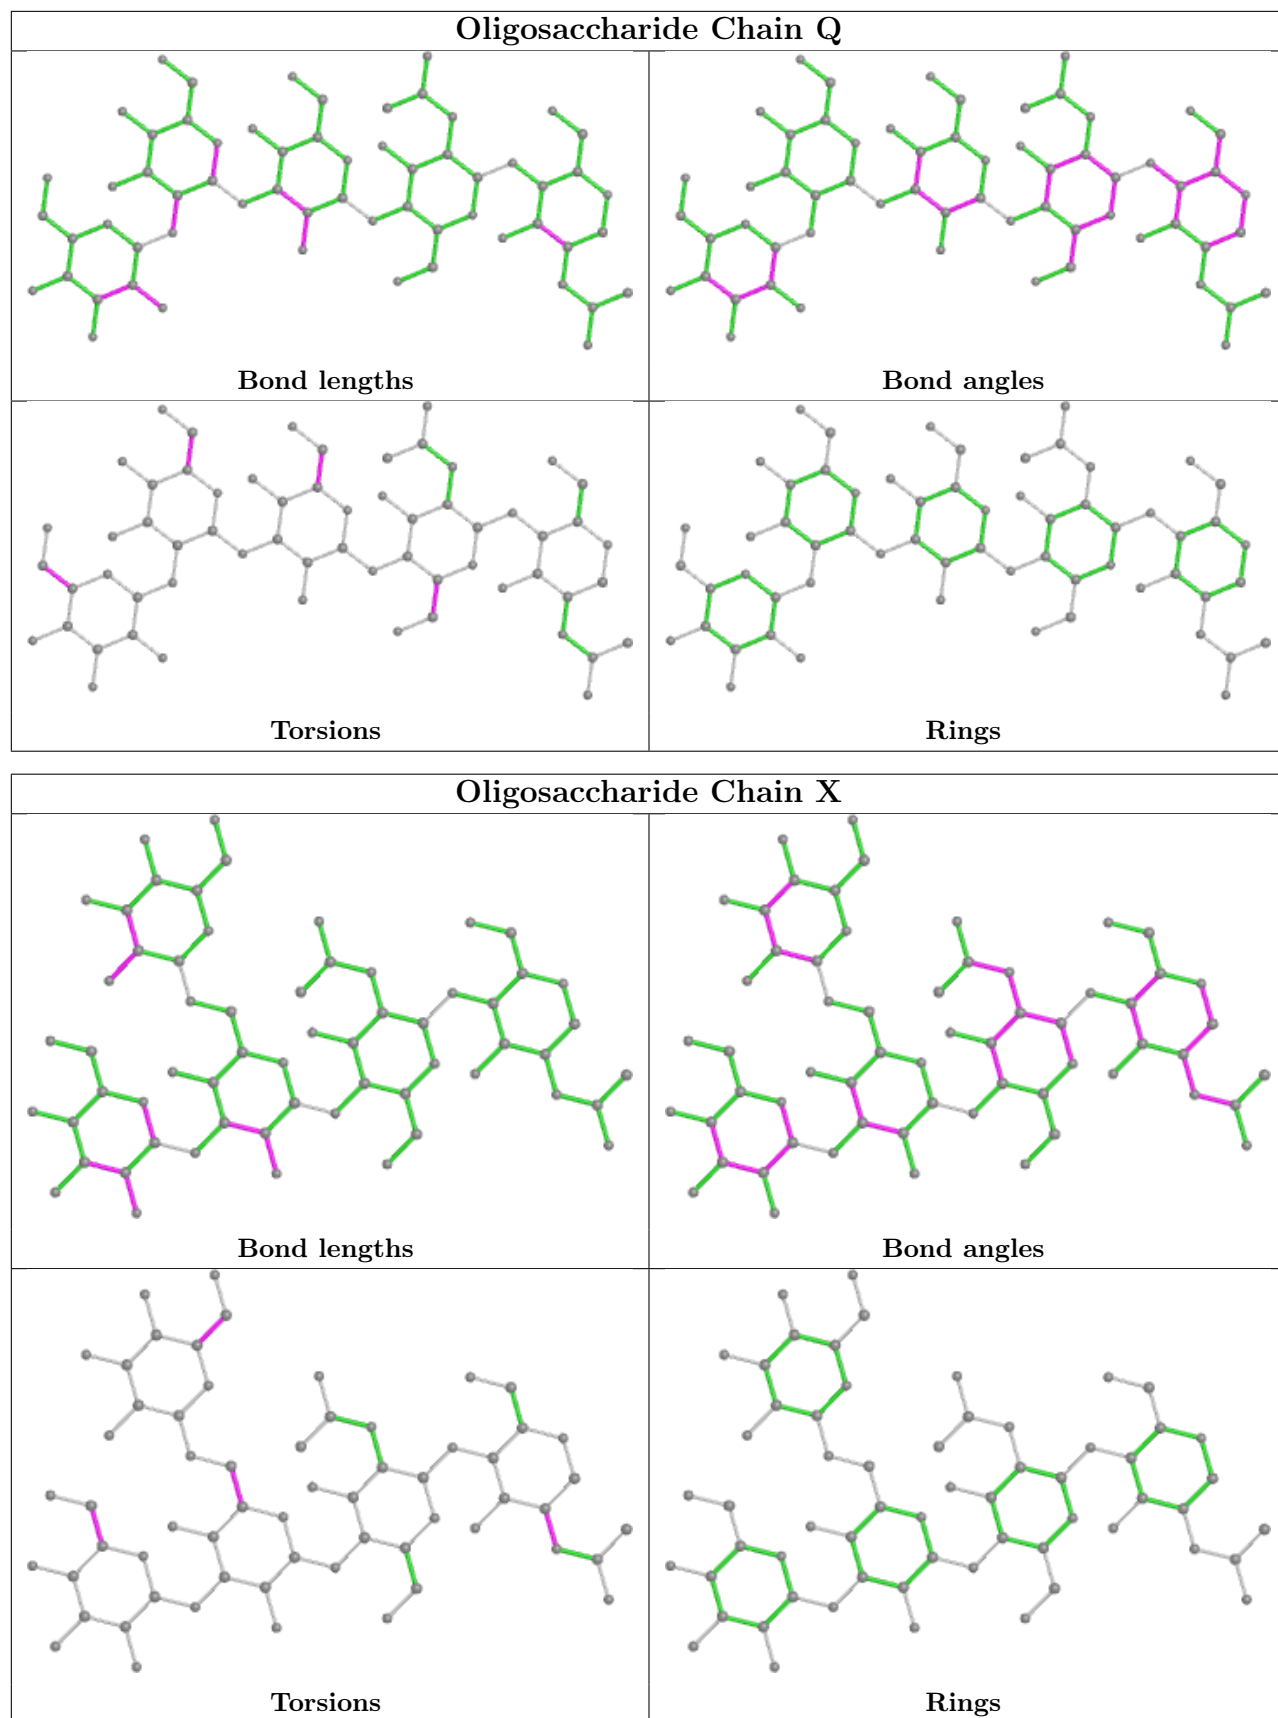 Oligosaccharide Chain Q
Bond lengths
Bond angles
Torsions
Rings
Oligosaccharide Chain X
Bond lengths
Bond angles
Torsions
Rings